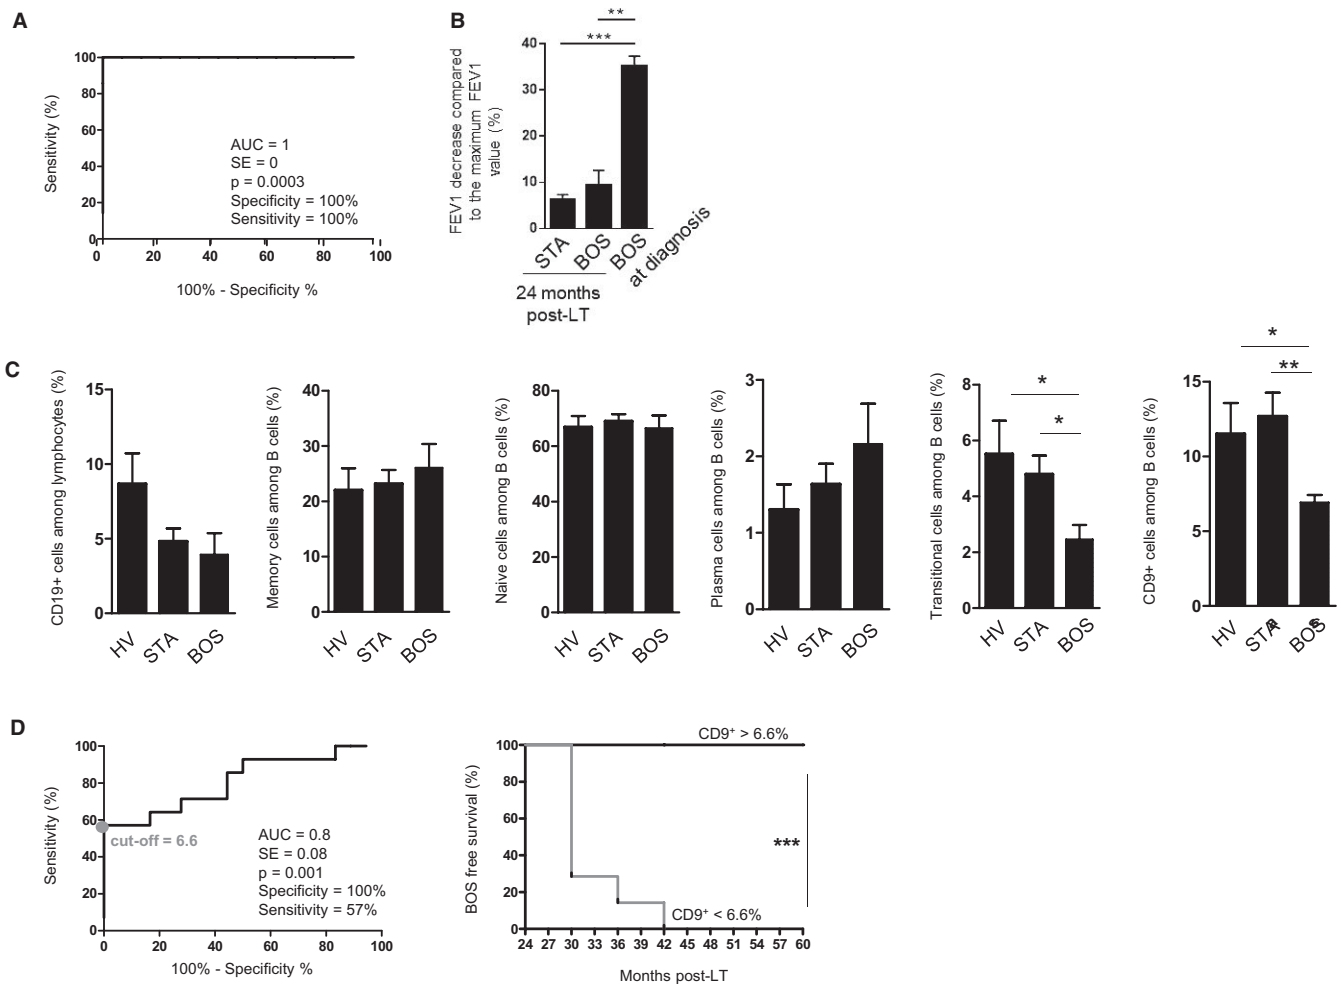 A
Sensitivity (%)
100
80
60
40
20
0
AUC = 1
SE = 0
p = 0.0003
Specificity = 100%
Sensitivity = 100%
0 20 40 60 80 100
100% - Specificity %
B
**
***
FEV1 decrease compared
to the maximum FEV1
value (%)
40
30
20
10
0
STA
BOS
BOS
at diagnosis
24 months
post-LT
C
CD19+ cells among lymphocytes (%)
15
10
5
0
HV STA BOS
Memory cells among B cells (%)
40
30
20
10
0
HV STA BOS
Naive cells among B cells (%)
80
60
40
20
0
HV STA BOS
Plasma cells among B cells (%)
3
2
1
0
HV STA BOS
Transitional cells among B cells (%)
8
6
4
2
0
*
*
HV STA BOS
CD9+ cells among B cells (%)
15
10
5
0
*
**
HV STA BOS
D
Sensitivity (%)
100
80
60
40
20
0
cut-off = 6.6
AUC = 0.8
SE = 0.08
p = 0.001
Specificity = 100%
Sensitivity = 57%
0 20 40 60 80 100
100% - Specificity %
BOS free survival (%)
100
80
60
40
20
0
CD9+ > 6.6%
***
CD9+ < 6.6%
24 27 30 33 36 39 42 45 48 51 54 57 60
Months post-LT